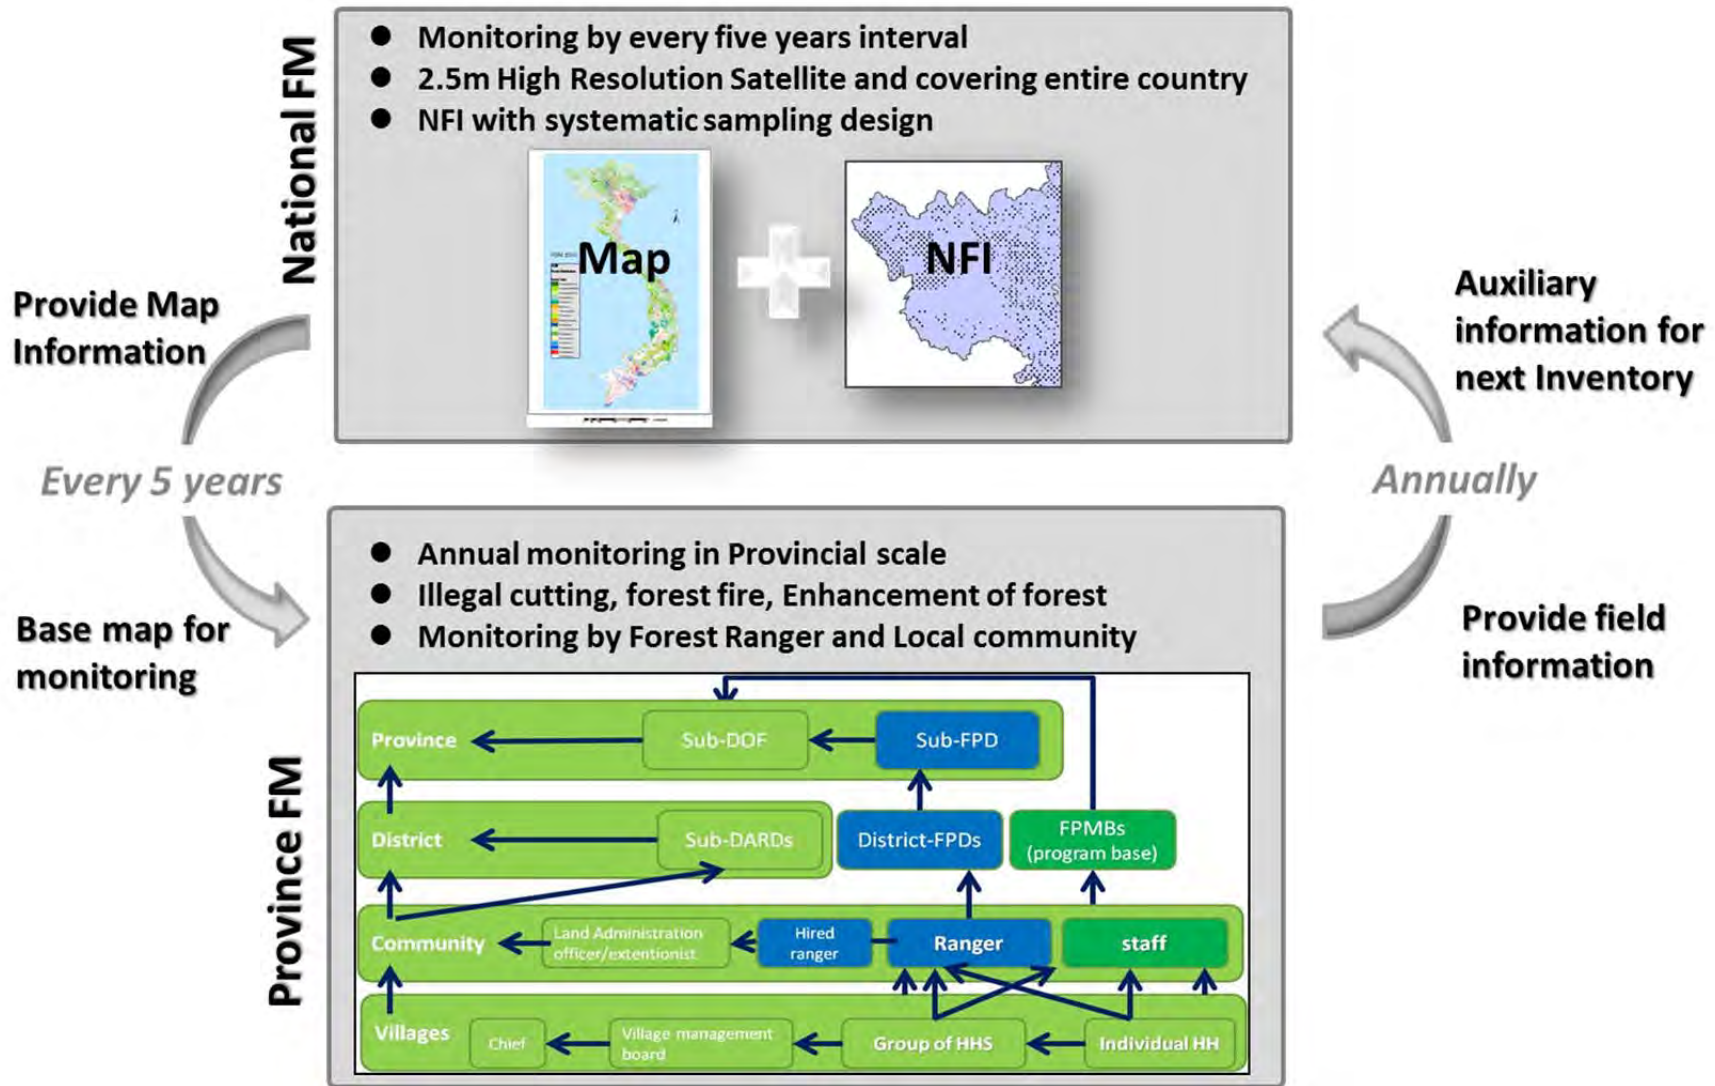 National FM
● Monitoring by every five years interval
● 2.5m High Resolution Satellite and covering entire country
● NFI with systematic sampling design
Map
NFI
Provide Map
Information
Every 5 years
Base map for
monitoring
Auxiliary
information for
next Inventory
Annually
Provide field
information
Province FM
● Annual monitoring in Provincial scale
● Illegal cutting, forest fire, Enhancement of forest
● Monitoring by Forest Ranger and Local community
Province
Sub-DOF
Sub-FPD
District
Sub-DARDs
District-FPDs
FPMBs
(program base)
Community
Land Administration
officer/extentionist
Hired
ranger
Ranger
staff
Villages
Chief
Village management
board
Group of HHS
Individual HH